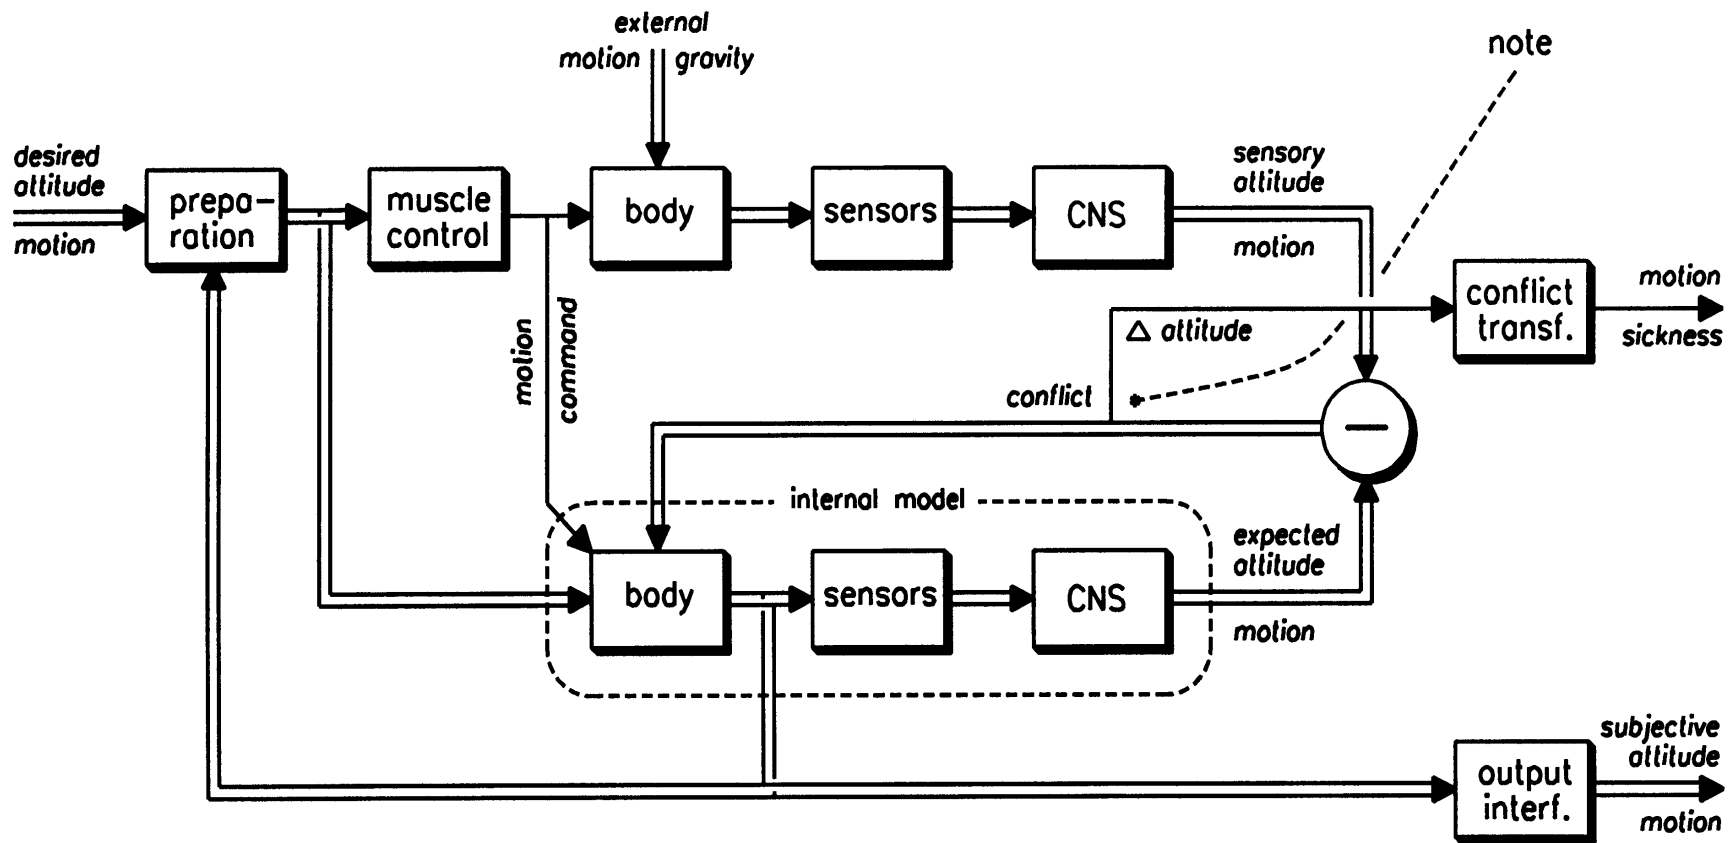 external
motion gravity
note
desired
attitude
motion
prepa-
ration
muscle
control
body
sensors
CNS
sensory
attitude
motion
conflict
transf.
motion
sickness
motion
command
Δ attitude
conflict *
−
internal model
body
sensors
CNS
expected
attitude
motion
output
interf.
subjective
attitude
motion